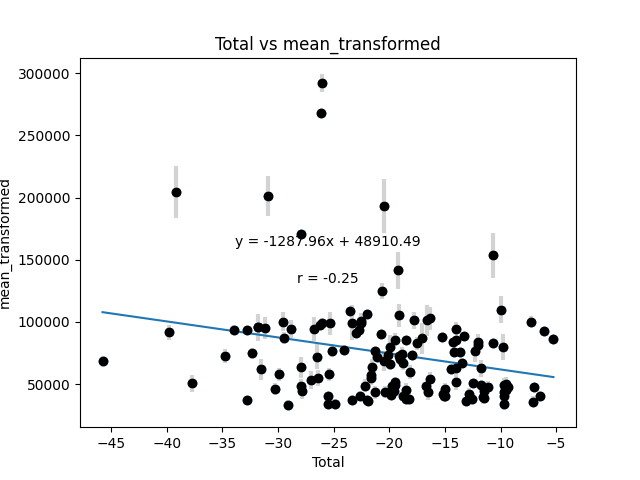 Total vs mean_transformed
300000
250000
200000
150000
100000
50000
mean_transformed
y = -1287.96x + 48910.49
r = -0.25
−45 −40 −35 −30 −25 −20 −15 −10 −5
Total